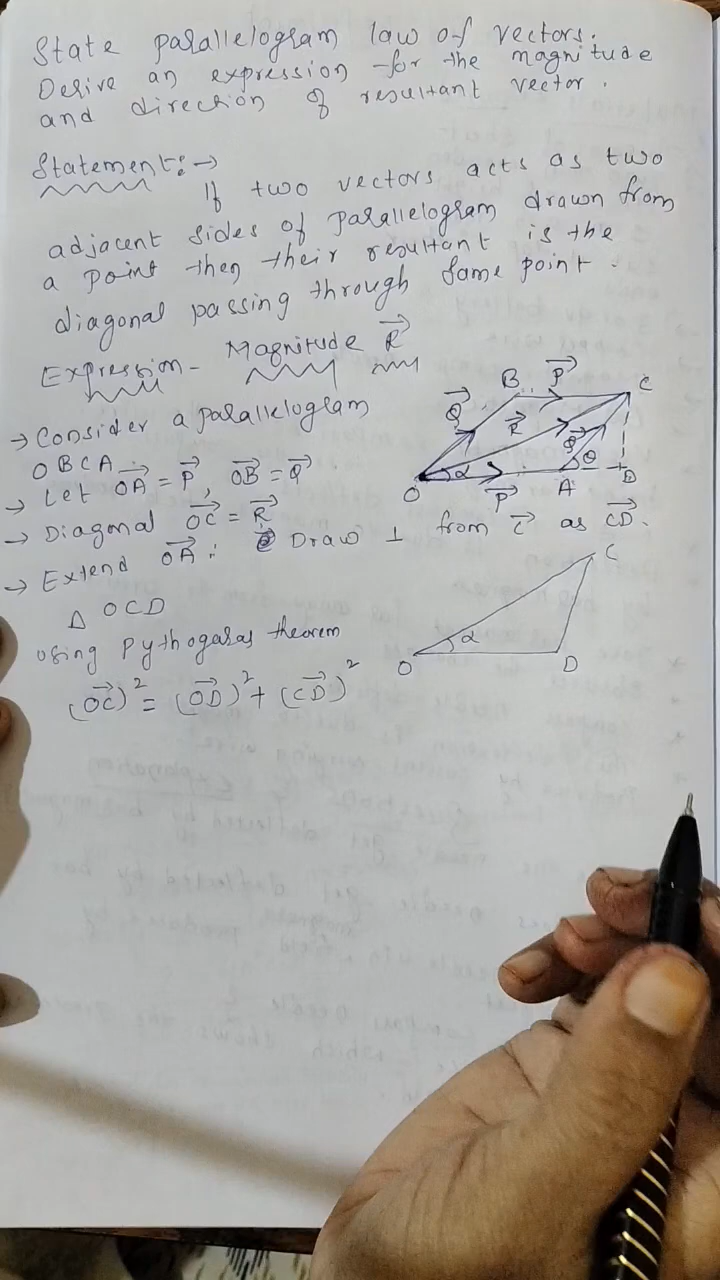 State parallelogram law of vectors.
Derive an expression for the magnitude
and direction of resultant vector.
Statement:→
If two vectors acts as two
adjacent sides of parallelogram drawn from
a point then their resultant is the
diagonal passing through same point.
Expression- Magnitude R⃗
→ Consider a parallelogram
OBCA.
→ Let OA⃗ = P⃗, OB⃗ = Q⃗
→ Diagonal OC⃗ = R⃗
→ Extend OA⃗. Draw ⊥ from C⃗ as CD⃗.
B P⃗ C
Q⃗ R⃗ Q⃗
O α θ
P⃗ A D
Δ OCD
using Pythogaras theorem
(OC⃗)² = (OD⃗)² + (CD⃗)²
C
α
O D